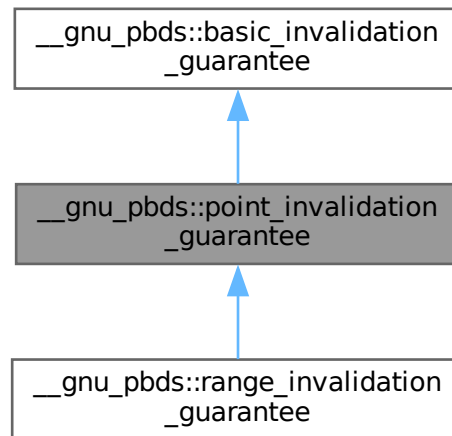 __gnu_pbds::basic_invalidation
_guarantee
__gnu_pbds::point_invalidation
_guarantee
__gnu_pbds::range_invalidation
_guarantee